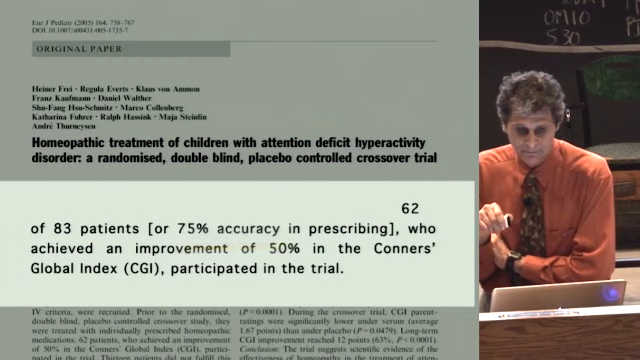 Eur J Pediatr (2005) 164: 758–767
DOI 10.1007/s00431-005-1735-7
ORIGINAL PAPER
Heiner Frei · Regula Everts · Klaus von Ammon
Franz Kaufmann · Daniel Walther
Shu-Fang Hsu-Schmitz · Marco Collenberg
Katharina Fuhrer · Ralph Hassink · Maja Steinlin
André Thurneysen
Homeopathic treatment of children with attention deficit hyperactivity
disorder: a randomised, double blind, placebo controlled crossover trial
62
of 83 patients [or 75% accuracy in prescribing], who
achieved an improvement of 50% in the Conners'
Global Index (CGI), participated in the trial.
IV criteria, were recruited. Prior to the randomised,
double blind, placebo controlled crossover study, they
were treated with individually prescribed homeopathic
medications. 62 patients, who achieved an improvement
of 50% in the Conners' Global Index (CGI), partici-
pated in the trial. Thirteen patients did not fulfill this
(P<0.0001). During the crossover trial, CGI parent-
ratings were significantly lower under verum (average
1.67 points) than under placebo (P=0.0479). Long-term
CGI improvement reached 12 points (63%, P<0.0001).
Conclusion: The trial suggests scientific evidence of the
effectiveness of homeopathy in the treatment of atten-
OM10
S30